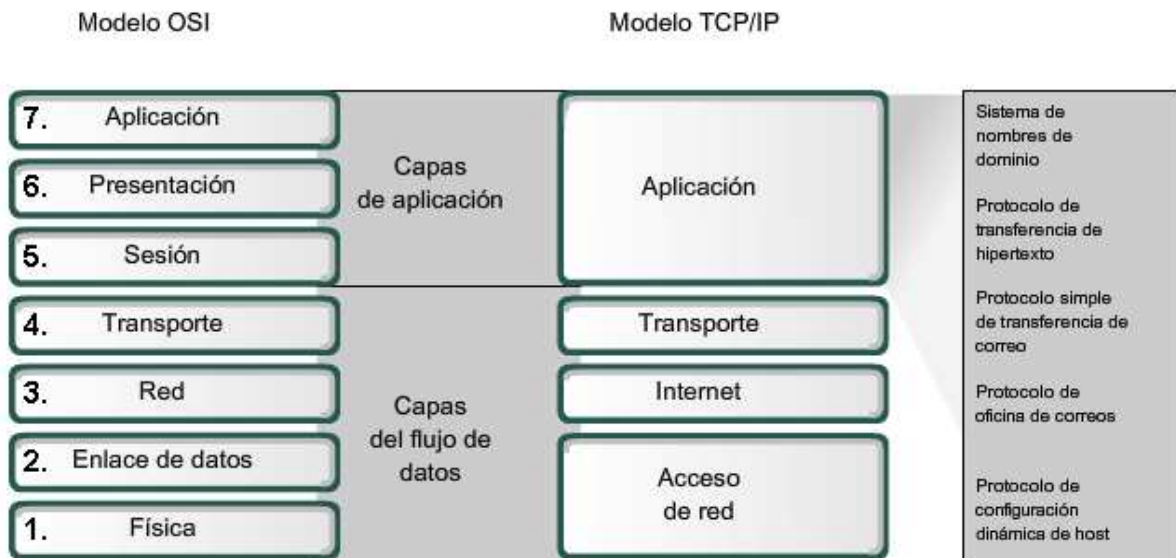 Modelo OSI
Modelo TCP/IP
7. Aplicación
6. Presentación
5. Sesión
4. Transporte
3. Red
2. Enlace de datos
1. Física
Capas
de aplicación
Capas
del flujo de
datos
Aplicación
Transporte
Internet
Acceso
de red
Sistema de
nombres de
dominio
Protocolo de
transferencia de
hipertexto
Protocolo simple
de transferencia de
correo
Protocolo de
oficina de correos
Protocolo de
configuración
dinámica de host